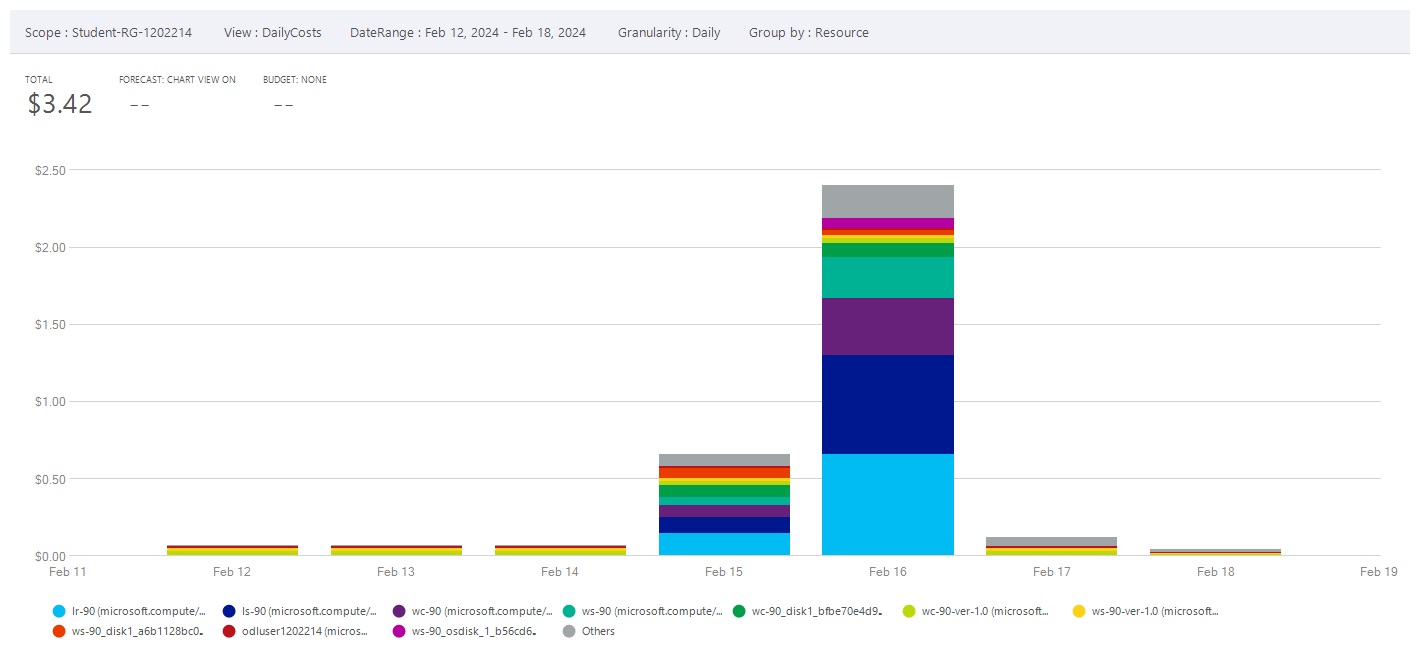 Scope : Student-RG-1202214 View : DailyCosts DateRange : Feb 12, 2024 - Feb 18, 2024 Granularity : Daily Group by : Resource
TOTAL FORECAST: CHART VIEW ON BUDGET: NONE
$3.42 -- --
$2.50
$2.00
$1.50
$1.00
$0.50
$0.00
Feb 11 Feb 12 Feb 13 Feb 14 Feb 15 Feb 16 Feb 17 Feb 18 Feb 19
lr-90 (microsoft.compute/... ls-90 (microsoft.compute/... wc-90 (microsoft.compute/... ws-90 (microsoft.compute/... wc-90_disk1_bfbe70e4d9... wc-90-ver-1.0 (microsoft... ws-90-ver-1.0 (microsoft...
ws-90_disk1_a6b1128bc0... odluser1202214 (micros... ws-90_osdisk_1_b56cd6... Others